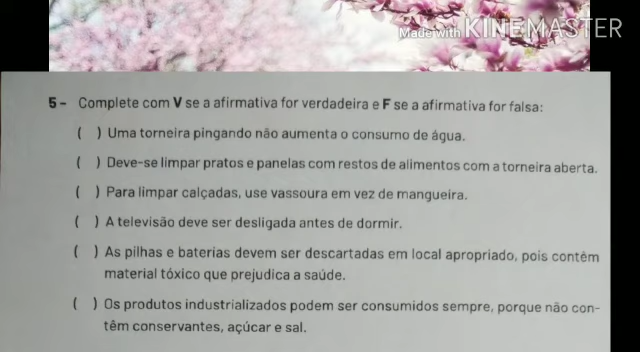 Made with KINEMASTER
5 - Complete com V se a afirmativa for verdadeira e F se a afirmativa for falsa:
( ) Uma torneira pingando não aumenta o consumo de água.
( ) Deve-se limpar pratos e panelas com restos de alimentos com a torneira aberta.
( ) Para limpar calçadas, use vassoura em vez de mangueira.
( ) A televisão deve ser desligada antes de dormir.
( ) As pilhas e baterias devem ser descartadas em local apropriado, pois contêm
material tóxico que prejudica a saúde.
( ) Os produtos industrializados podem ser consumidos sempre, porque não con-
têm conservantes, açúcar e sal.